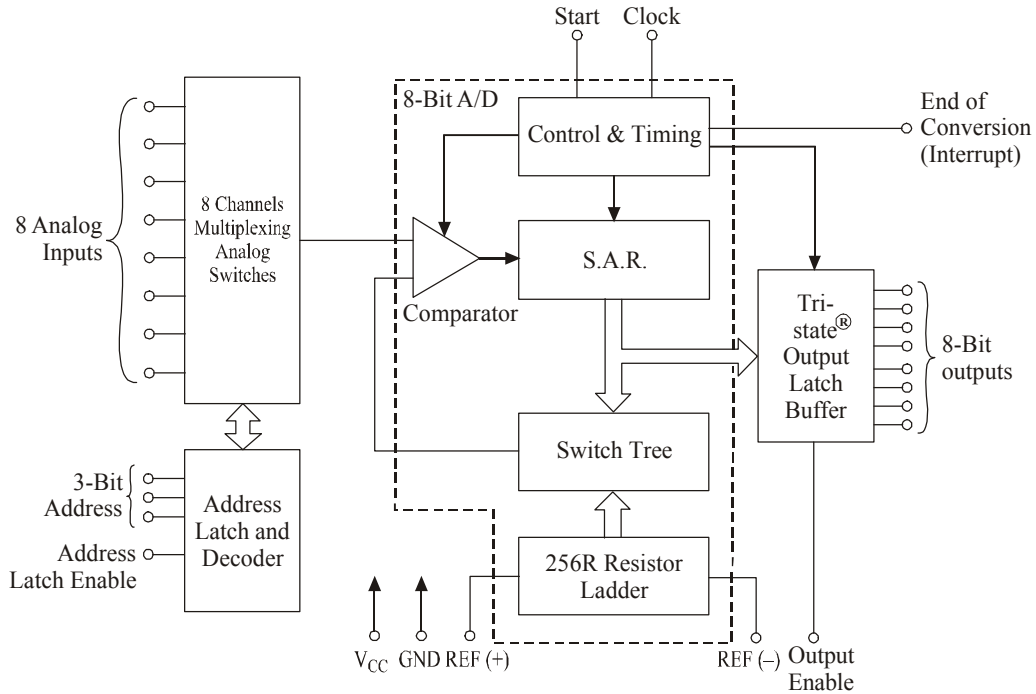 Start
Clock
8-Bit A/D
Control & Timing
End of
Conversion
(Interrupt)
8 Analog
Inputs
8 Channels
Multiplexing
Analog
Switches
S.A.R.
Comparator
Tri-
state®
Output
Latch
Buffer
8-Bit
outputs
Switch Tree
3-Bit
Address
Address
Latch Enable
Address
Latch and
Decoder
256R Resistor
Ladder
VCC
GND
REF (+)
REF (–)
Output
Enable